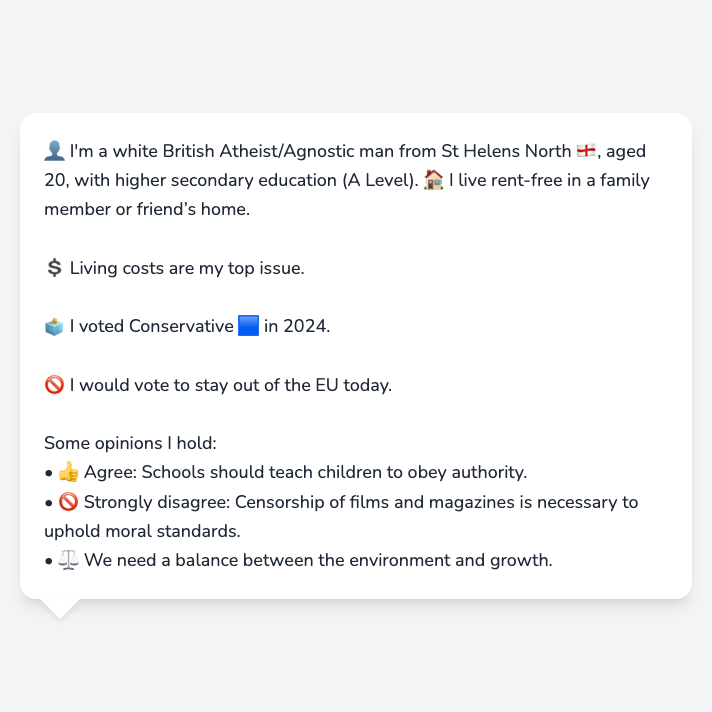 👤 I'm a white British Atheist/Agnostic man from St Helens North 🏴󠁧󠁢󠁥󠁮󠁧󠁿, aged
20, with higher secondary education (A Level). 🏠 I live rent-free in a family
member or friend’s home.
💲 Living costs are my top issue.
🗳️ I voted Conservative 🟦 in 2024.
🚫 I would vote to stay out of the EU today.
Some opinions I hold:
• 👍 Agree: Schools should teach children to obey authority.
• 🚫 Strongly disagree: Censorship of films and magazines is necessary to
uphold moral standards.
• ⚖️ We need a balance between the environment and growth.